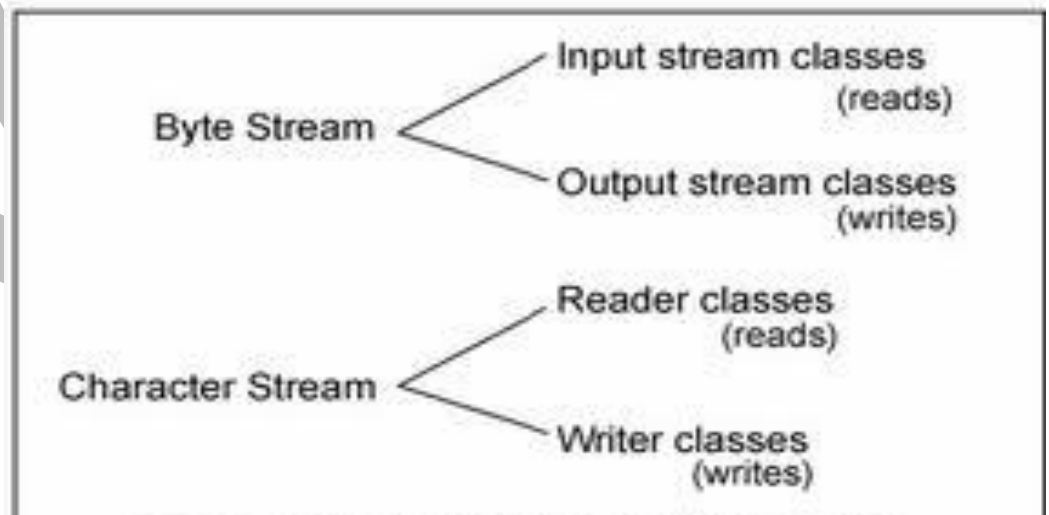 Input stream classes
(reads)
Byte Stream
Output stream classes
(writes)
Reader classes
(reads)
Character Stream
Writer classes
(writes)